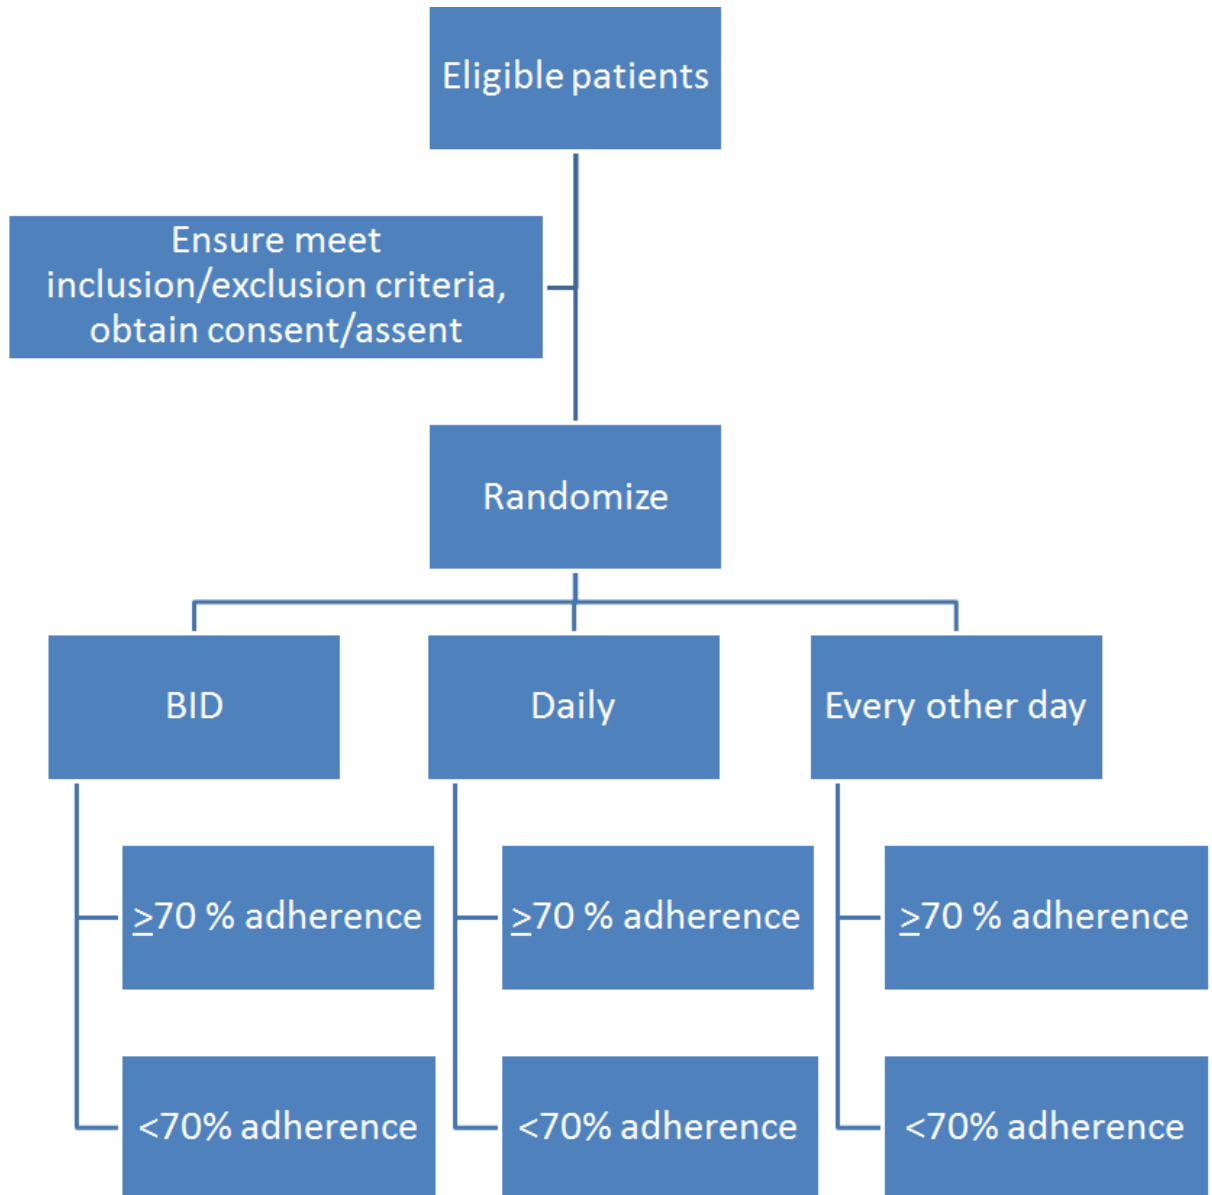 Eligible patients
Ensure meet
inclusion/exclusion criteria,
obtain consent/assent
Randomize
BID
Daily
Every other day
≥70 % adherence
≥70 % adherence
≥70 % adherence
<70% adherence
<70% adherence
<70% adherence